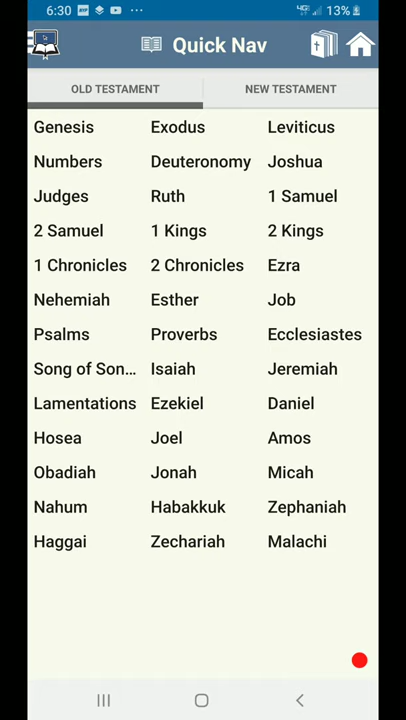 6:30 13%
Quick Nav
OLD TESTAMENT NEW TESTAMENT
Genesis Exodus Leviticus
Numbers Deuteronomy Joshua
Judges Ruth 1 Samuel
2 Samuel 1 Kings 2 Kings
1 Chronicles 2 Chronicles Ezra
Nehemiah Esther Job
Psalms Proverbs Ecclesiastes
Song of Son... Isaiah Jeremiah
Lamentations Ezekiel Daniel
Hosea Joel Amos
Obadiah Jonah Micah
Nahum Habakkuk Zephaniah
Haggai Zechariah Malachi